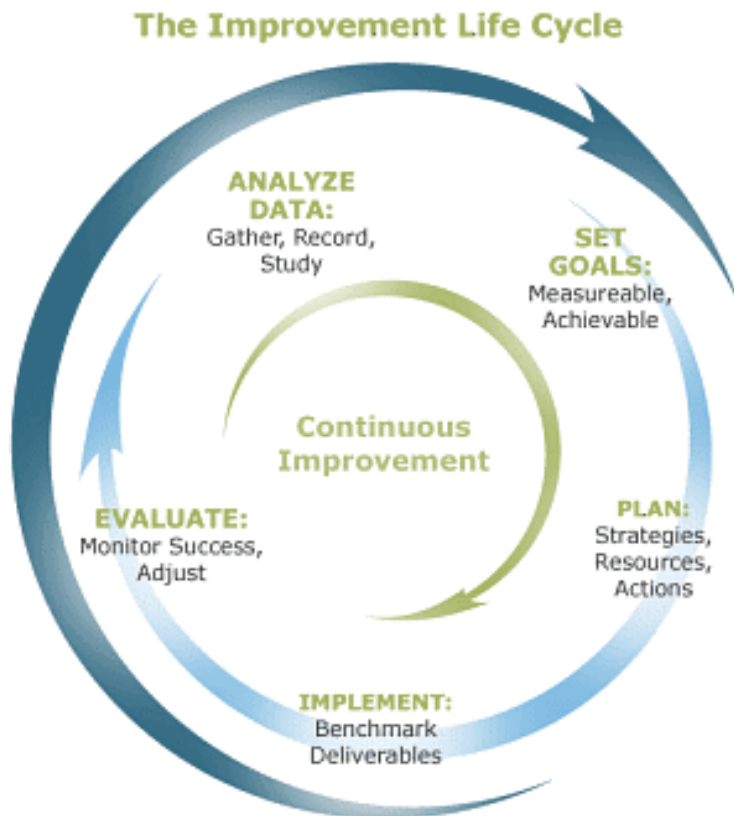 The Improvement Life Cycle
ANALYZE
DATA:
Gather, Record,
Study
SET
GOALS:
Measureable,
Achievable
Continuous
Improvement
PLAN:
Strategies,
Resources,
Actions
EVALUATE:
Monitor Success,
Adjust
IMPLEMENT:
Benchmark
Deliverables